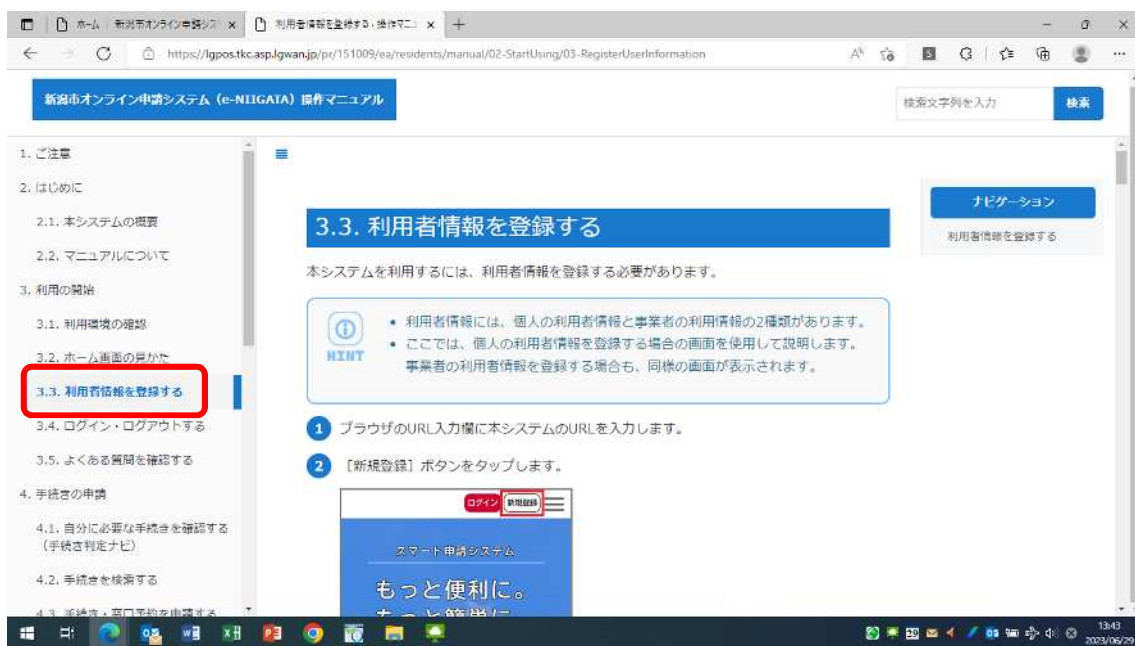 ホーム | 新潟市オンライン申請シス
利用者情報を登録する - 操作マニ
https://lgpos.tkc.asp.lgwan.jp/pr/151009/ea/residents/manual/02-StartUsing/03-RegisterUserInformation
新潟市オンライン申請システム (e-NIIGATA) 操作マニュアル
検索文字列を入力
検索
1. ご注意
2. はじめに
2.1. 本システムの概要
2.2. マニュアルについて
3. 利用の開始
3.1. 利用環境の確認
3.2. ホーム画面の見かた
3.3. 利用者情報を登録する
3.4. ログイン・ログアウトする
3.5. よくある質問を確認する
4. 手続きの申請
4.1. 自分に必要な手続きを確認する
(手続き判定ナビ)
4.2. 手続きを検索する
4.3. 手続き・窓口予約を申請する
3.3. 利用者情報を登録する
本システムを利用するには、利用者情報を登録する必要があります。
HINT
• 利用者情報には、個人の利用者情報と事業者の利用情報の2種類があります。
• ここでは、個人の利用者情報を登録する場合の画面を使用して説明します。
事業者の利用者情報を登録する場合も、同様の画面が表示されます。
1 ブラウザのURL入力欄に本システムのURLを入力します。
2 [新規登録] ボタンをタップします。
ログイン 新規登録
スマート申請システム
もっと便利に。
もっと簡単に
ナビゲーション
利用者情報を登録する
13:43
2023/06/29